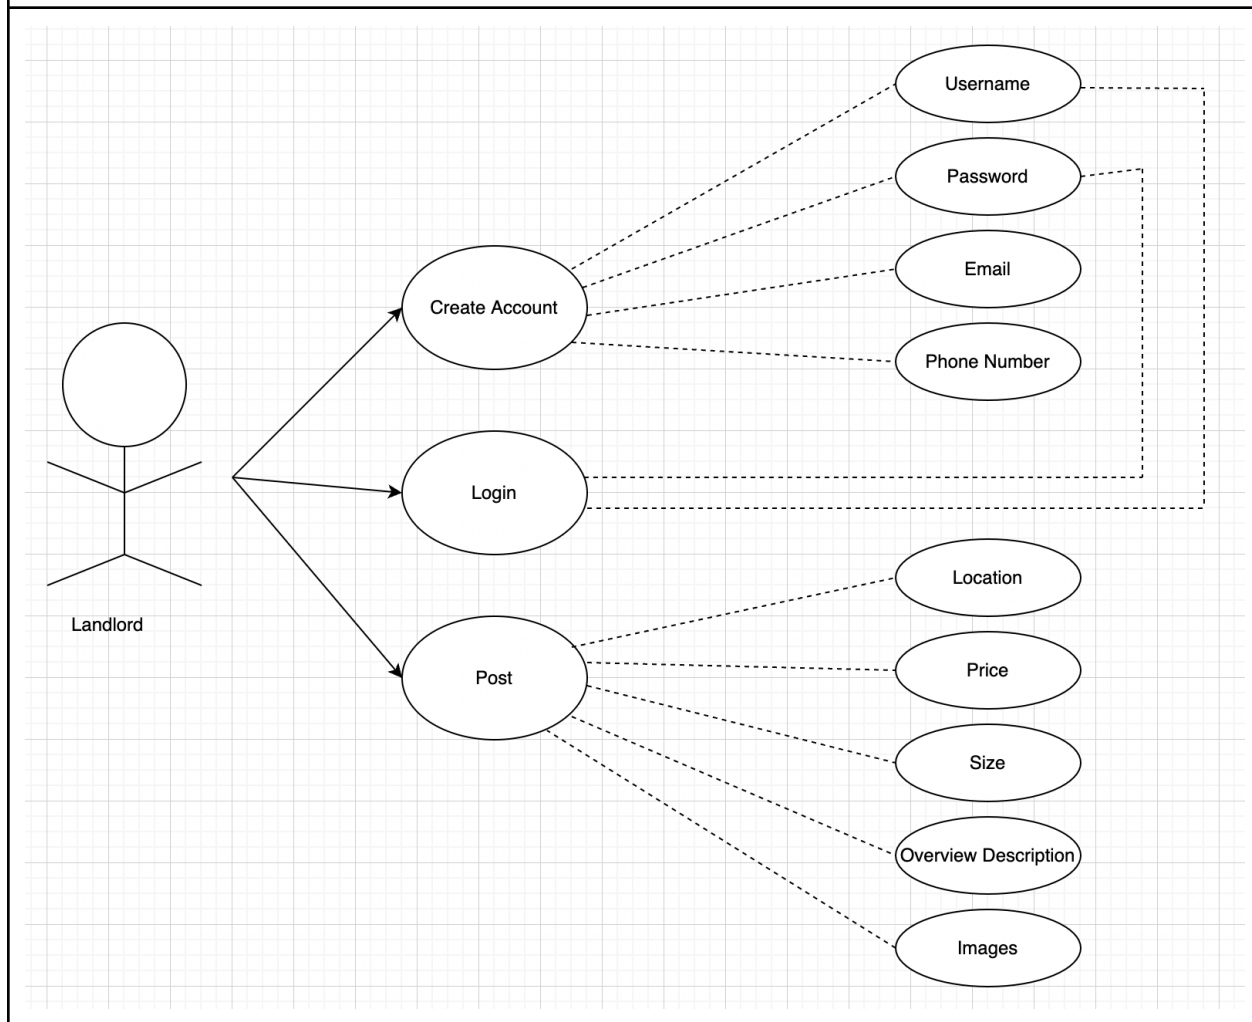 Username
Password
Email
Phone Number
Create Account
Login
Landlord
Post
Location
Price
Size
Overview Description
Images